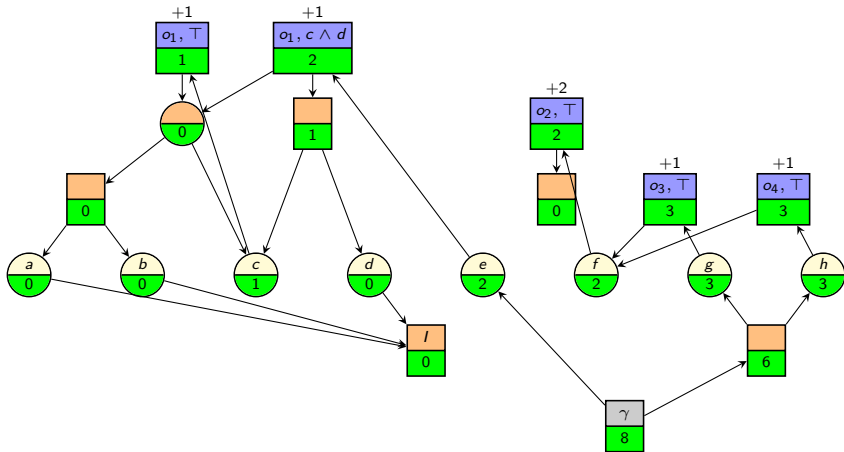 +1 +1
o₁, ⊤ o₁, c ∧ d
1 2
+2
o₂, ⊤
2
0
1
+1 +1
o₃, ⊤ o₄, ⊤
3 3
0
0
a b c d e f g h
0 0 1 0 2 2 3 3
I
0
6
γ
8